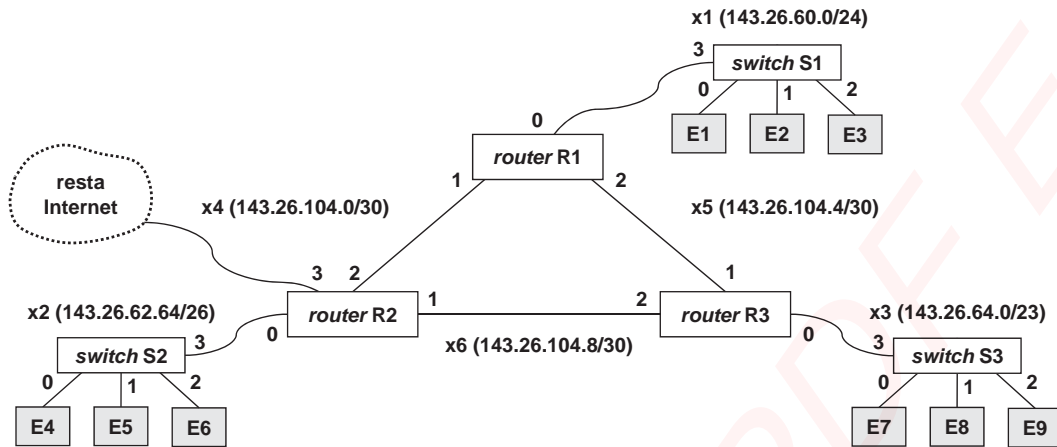 x1 (143.26.60.0/24)
3
switch S1
0 1 2
E1 E2 E3
0
router R1
1 2
resta
Internet
x4 (143.26.104.0/30)
x5 (143.26.104.4/30)
3 2
1
router R2
1
0
2
router R3
0
x2 (143.26.62.64/26)
x6 (143.26.104.8/30)
x3 (143.26.64.0/23)
3
switch S2
0 1 2
E4 E5 E6
3
switch S3
0 1 2
E7 E8 E9
PDF E